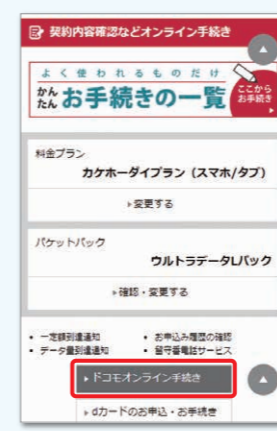 契約内容確認などオンライン手続き
よく使われるものだけ
かんたん お手続きの一覧
ここから
お手続き
料金プラン
カケホーダイプラン（スマホ/タブ）
変更する
パケットパック
ウルトラデータLパック
確認・変更する
・一定額到達通知
・お申込み履歴の確認
・データ量到達通知
・留守番電話サービス
ドコモオンライン手続き
dカードのお申込・お手続き